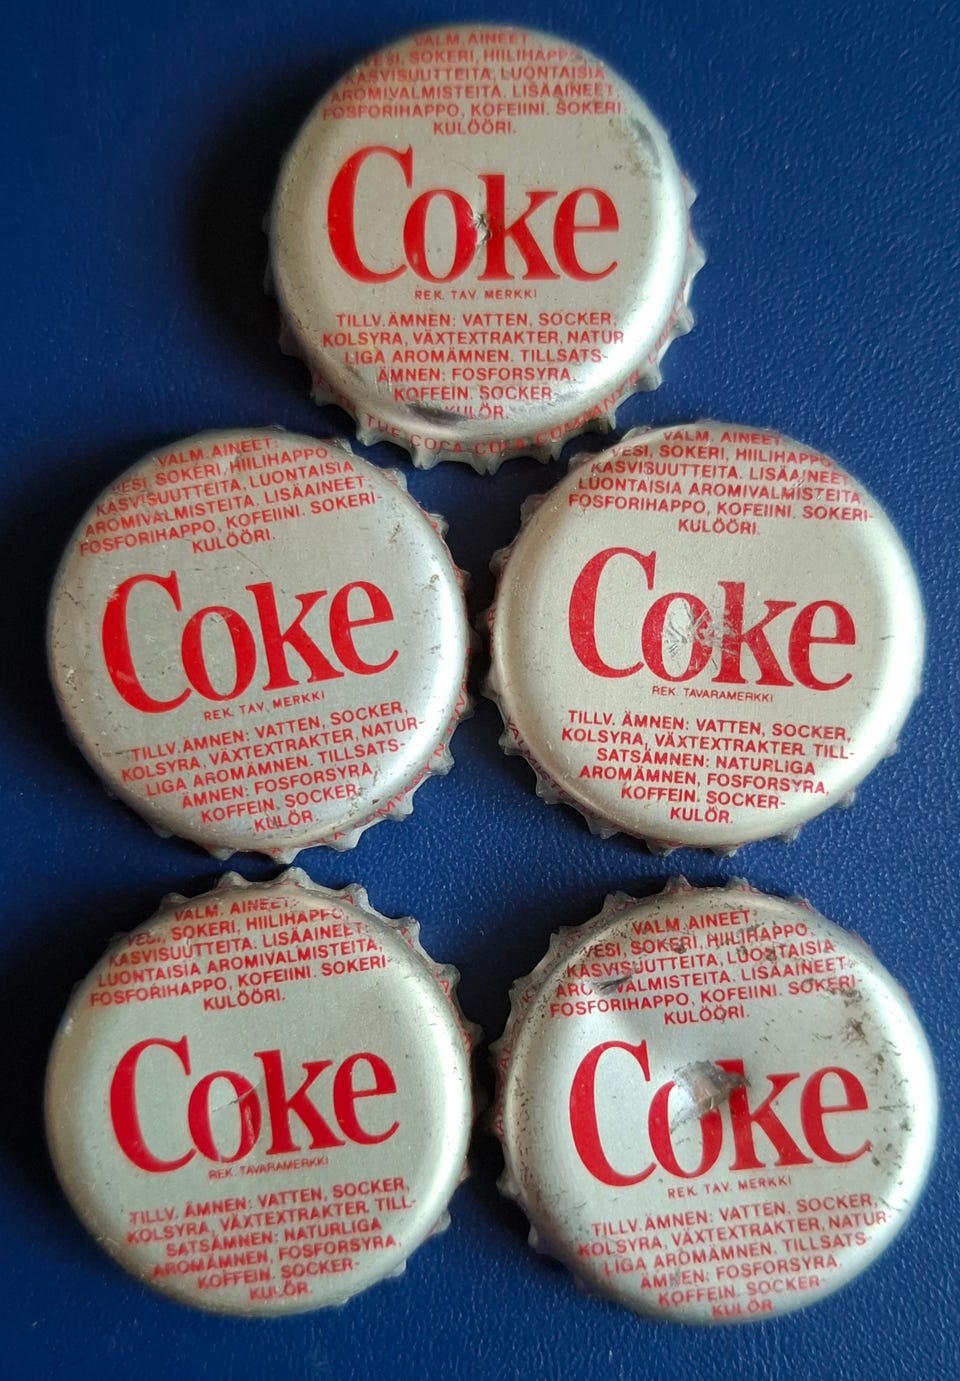 VALM. AINEET:
VESI, SOKERI, HIILIHAPPO,
KASVISUUTTEITA, LUONTAISIA
AROMIVALMISTEITA. LISÄAINEET:
FOSFORIHAPPO, KOFEIINI. SOKERI
KULÖÖRI.
Coke
REK. TAV. MERKKI
TILLV. ÄMNEN: VATTEN, SOCKER,
KOLSYRA, VÄXTEXTRAKTER, NATUR
LIGA AROMÄMNEN. TILLSATS-
ÄMNEN: FOSFORSYRA,
KOFFEIN. SOCKER-
KULÖR.
THE COCA-COLA COMPANY
VALM. AINEET:
VESI, SOKERI, HIILIHAPPO
KASVISUUTTEITA, LUONTAISIA
AROMIVALMISTEITA. LISÄAINEET
FOSFORIHAPPO, KOFEIINI. SOKERI-
KULÖÖRI.
Coke
REK. TAV. MERKKI
TILLV. ÄMNEN: VATTEN, SOCKER,
KOLSYRA, VÄXTEXTRAKTER, NATUR-
LIGA AROMÄMNEN. TILLSATS-
ÄMNEN: FOSFORSYRA,
KOFFEIN. SOCKER-
KULÖR.
VALM. AINEET:
VESI, SOKERI, HIILIHAPPO,
KASVISUUTTEITA. LISÄAINEET:
LUONTAISIA AROMIVALMISTEITA,
FOSFORIHAPPO, KOFEIINI. SOKERI-
KULÖÖRI.
Coke
REK. TAVARAMERKKI
TILLV. ÄMNEN: VATTEN, SOCKER,
KOLSYRA, VÄXTEXTRAKTER. TILL-
SATSÄMNEN: NATURLIGA
AROMÄMNEN, FOSFORSYRA,
KOFFEIN. SOCKER-
KULÖR.
VALM. AINEET:
VESI, SOKERI, HIILIHAPPO,
KASVISUUTTEITA. LISÄAINEET:
LUONTAISIA AROMIVALMISTEITA,
FOSFORIHAPPO, KOFEIINI. SOKERI-
KULÖÖRI.
Coke
REK. TAVARAMERKKI
TILLV. ÄMNEN: VATTEN, SOCKER,
KOLSYRA, VÄXTEXTRAKTER. TILL-
SATSÄMNEN: NATURLIGA
AROMÄMNEN, FOSFORSYRA,
KOFFEIN. SOCKER-
KULÖR.
VALM. AINEET:
VESI, SOKERI, HIILIHAPPO,
KASVISUUTTEITA, LUONTAISIA
AROMIVALMISTEITA. LISÄAINEET:
FOSFORIHAPPO, KOFEIINI. SOKERI-
KULÖÖRI.
Coke
REK. TAV. MERKKI
TILLV. ÄMNEN: VATTEN, SOCKER,
KOLSYRA, VÄXTEXTRAKTER, NATUR-
LIGA AROMÄMNEN. TILLSATS-
ÄMNEN: FOSFORSYRA,
KOFFEIN. SOCKER-
KULÖR